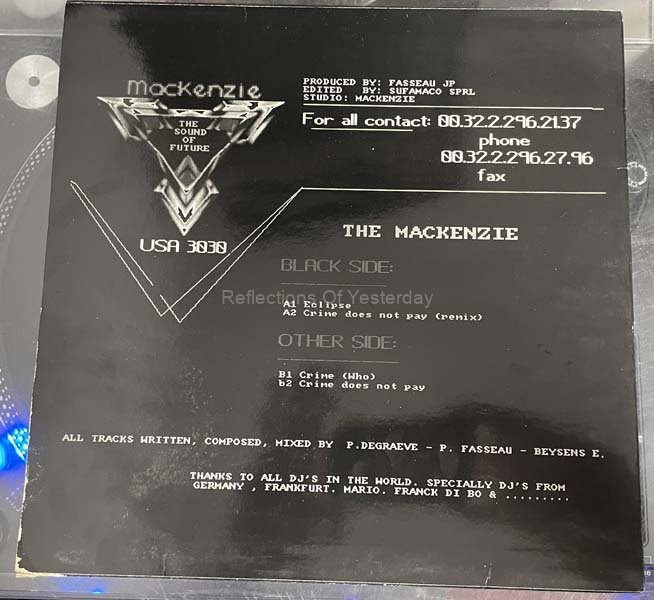 mackenzie
THE
SOUND
OF
FUTURE
USA 3030
PRODUCED BY: FASSEAU JP
EDITED BY: SUFAMACO SPRL
STUDIO: MACKENZIE
For all contact: 00.32.2.296.21.37
phone
00.32.2.296.27.96
fax
THE MACKENZIE
BLACK SIDE:
A1 Eclipse
A2 Crime does not pay (remix)
Reflections Of Yesterday
OTHER SIDE:
B1 Crime (Who)
b2 Crime does not pay
ALL TRACKS WRITTEN, COMPOSED, MIXED BY P.DEGRAEVE - P. FASSEAU - BEYSENS E.
THANKS TO ALL DJ'S IN THE WORLD. SPECIALLY DJ'S FROM
GERMANY , FRANKFURT. MARIO. FRANCK DI BO & .........